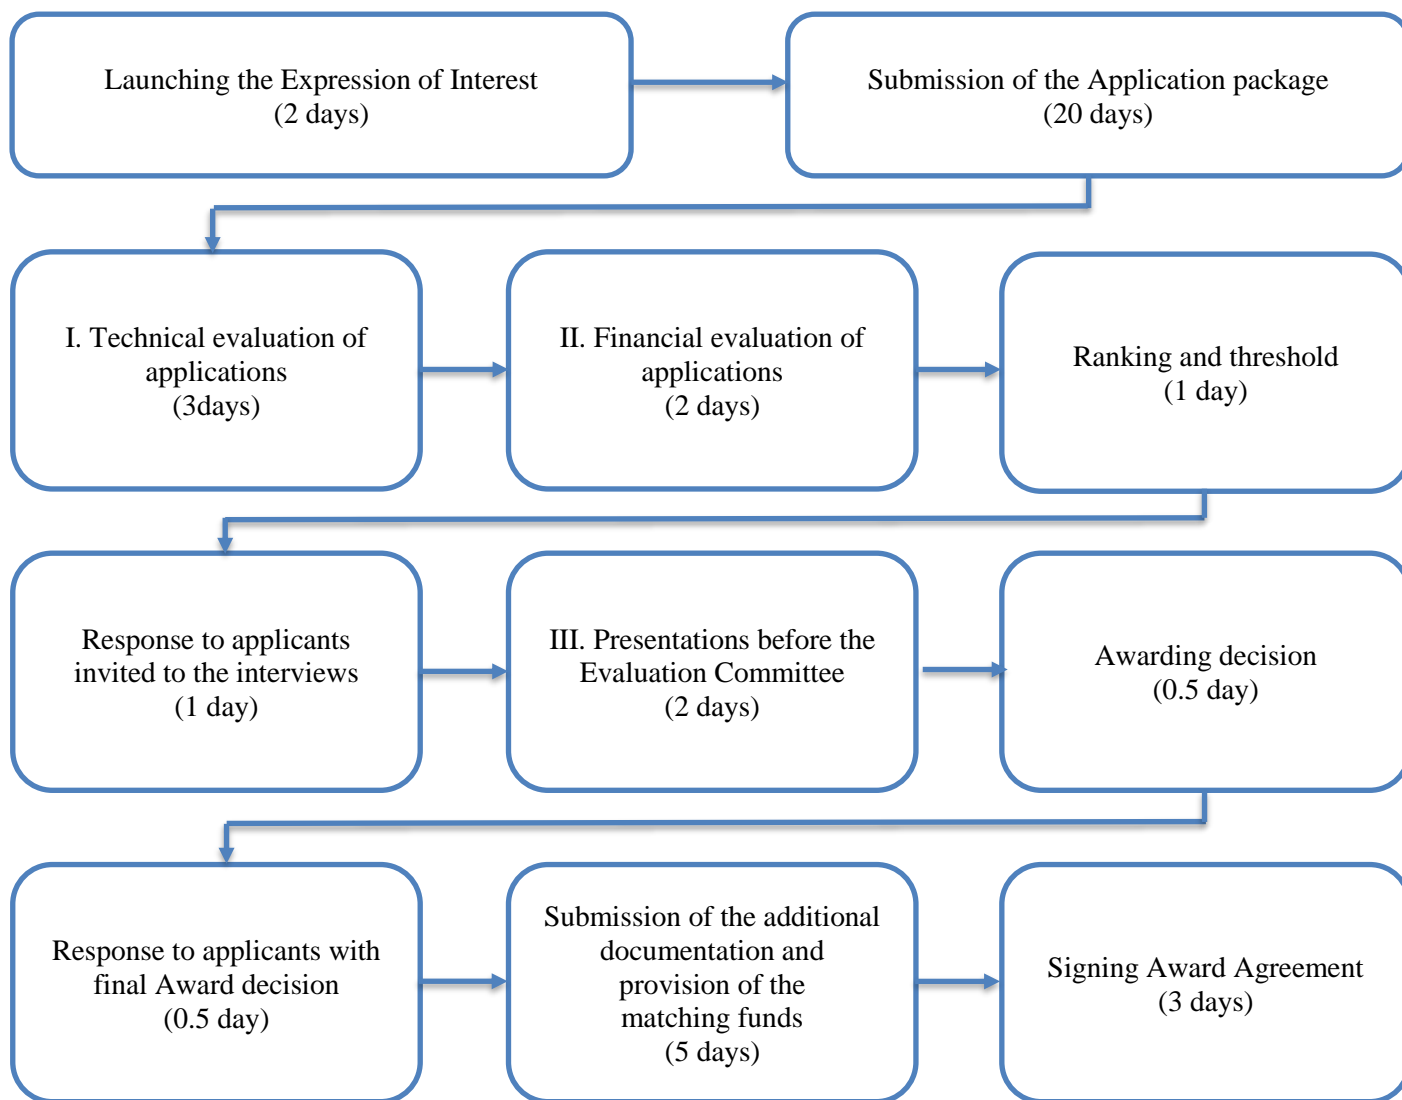 Launching the Expression of Interest
(2 days)
Submission of the Application package
(20 days)
I. Technical evaluation of
applications
(3days)
II. Financial evaluation of
applications
(2 days)
Ranking and threshold
(1 day)
Response to applicants
invited to the interviews
(1 day)
III. Presentations before the
Evaluation Committee
(2 days)
Awarding decision
(0.5 day)
Response to applicants with
final Award decision
(0.5 day)
Submission of the additional
documentation and
provision of the
matching funds
(5 days)
Signing Award Agreement
(3 days)